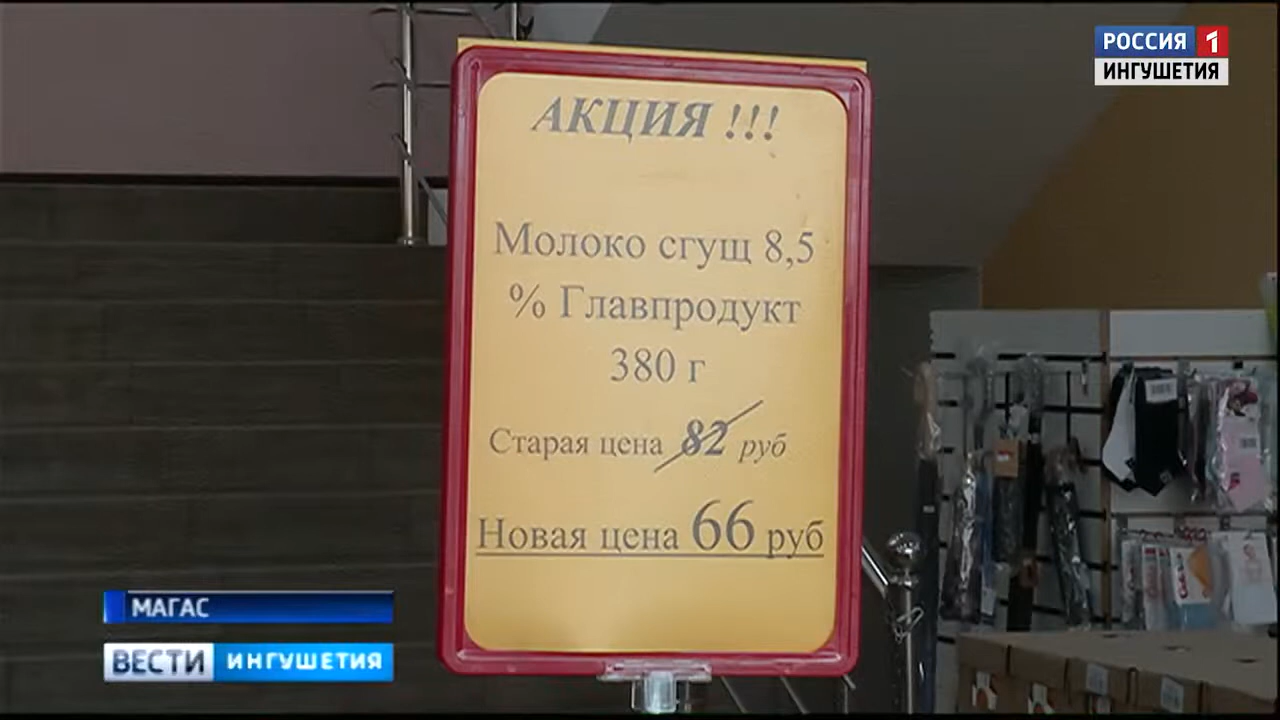 РОССИЯ 1
ИНГУШЕТИЯ
АКЦИЯ !!!
Молоко сгущ 8,5
% Главпродукт
380 г
Старая цена 82 руб
Новая цена 66 руб
МАГАС
ВЕСТИ ИНГУШЕТИЯ